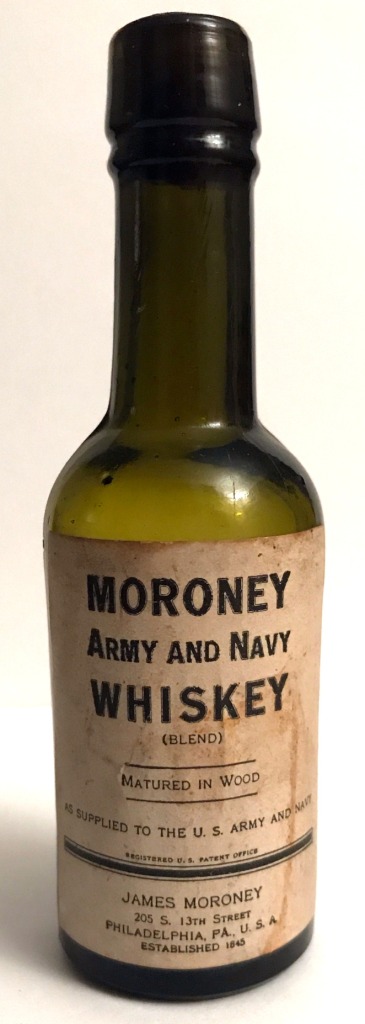 MORONEY
ARMY AND NAVY
WHISKEY
(BLEND)
MATURED IN WOOD
AS SUPPLIED TO THE U. S. ARMY AND NAVY
REGISTERED U. S. PATENT OFFICE
JAMES MORONEY
205 S. 13TH STREET
PHILADELPHIA, PA., U. S. A.
ESTABLISHED 1845